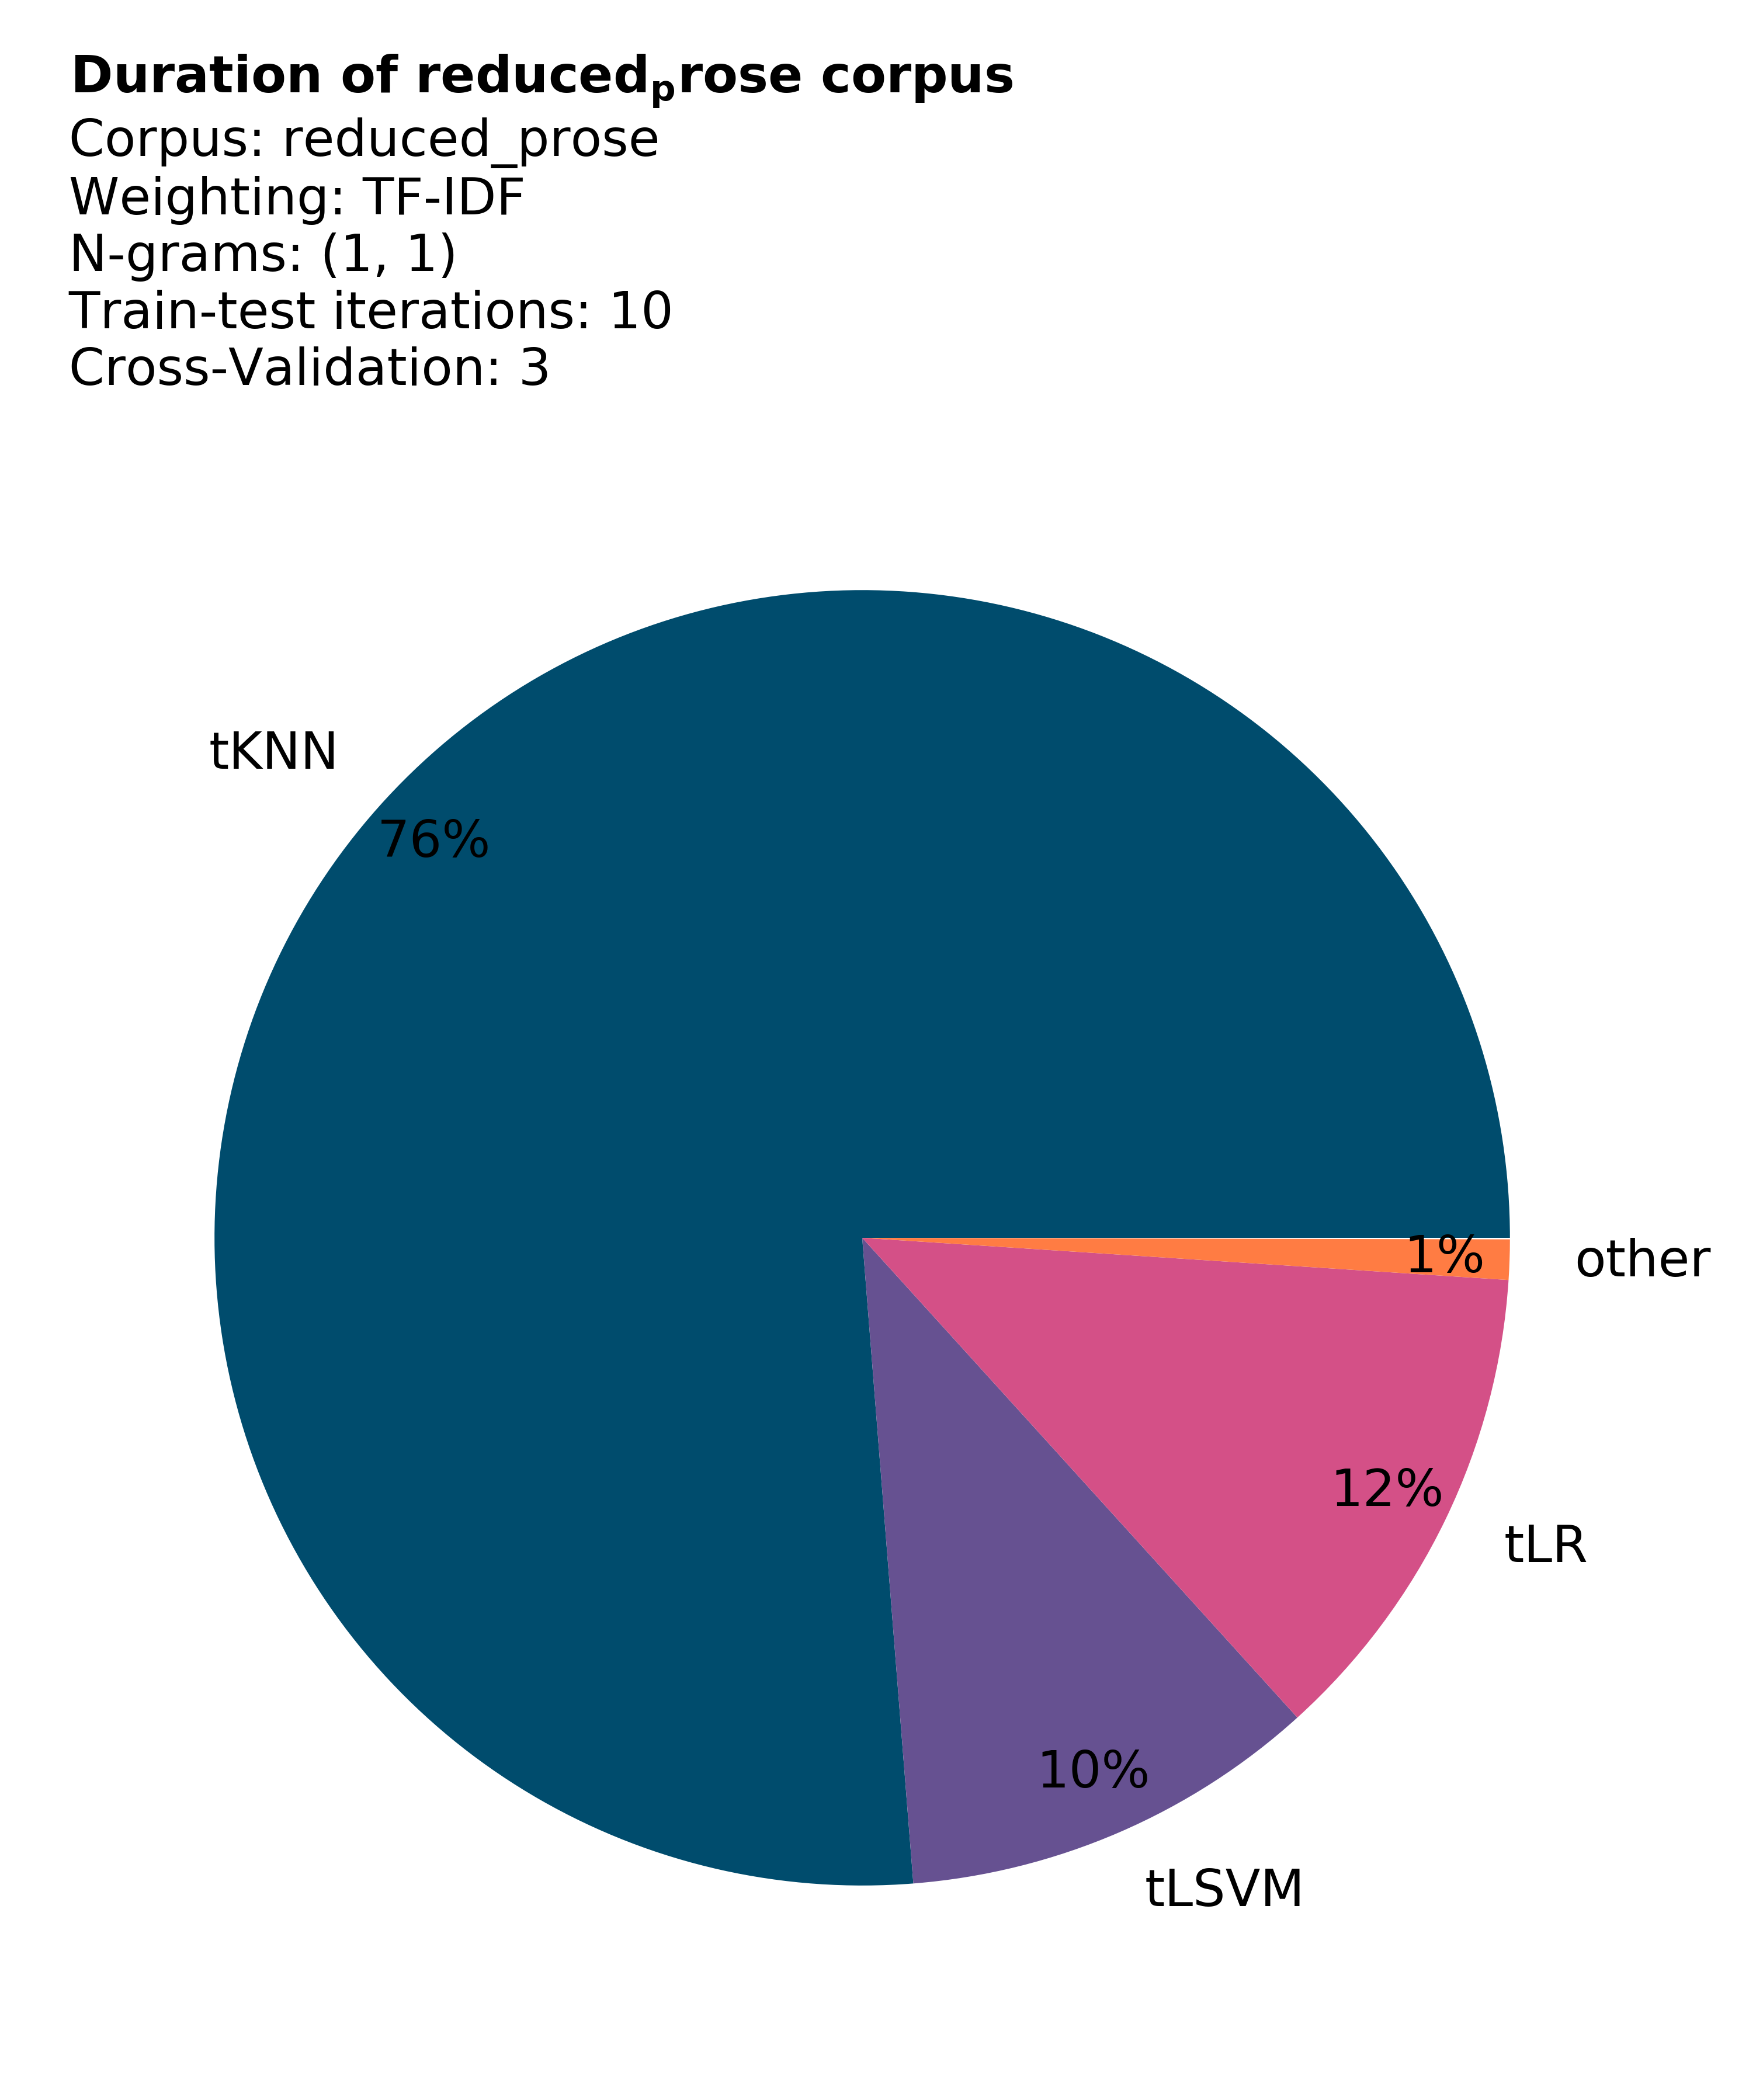 Duration of reducedₚrose corpus
Corpus: reduced_prose
Weighting: TF-IDF
N-grams: (1, 1)
Train-test iterations: 10
Cross-Validation: 3
tKNN
76%
1%
other
12%
tLR
10%
tLSVM